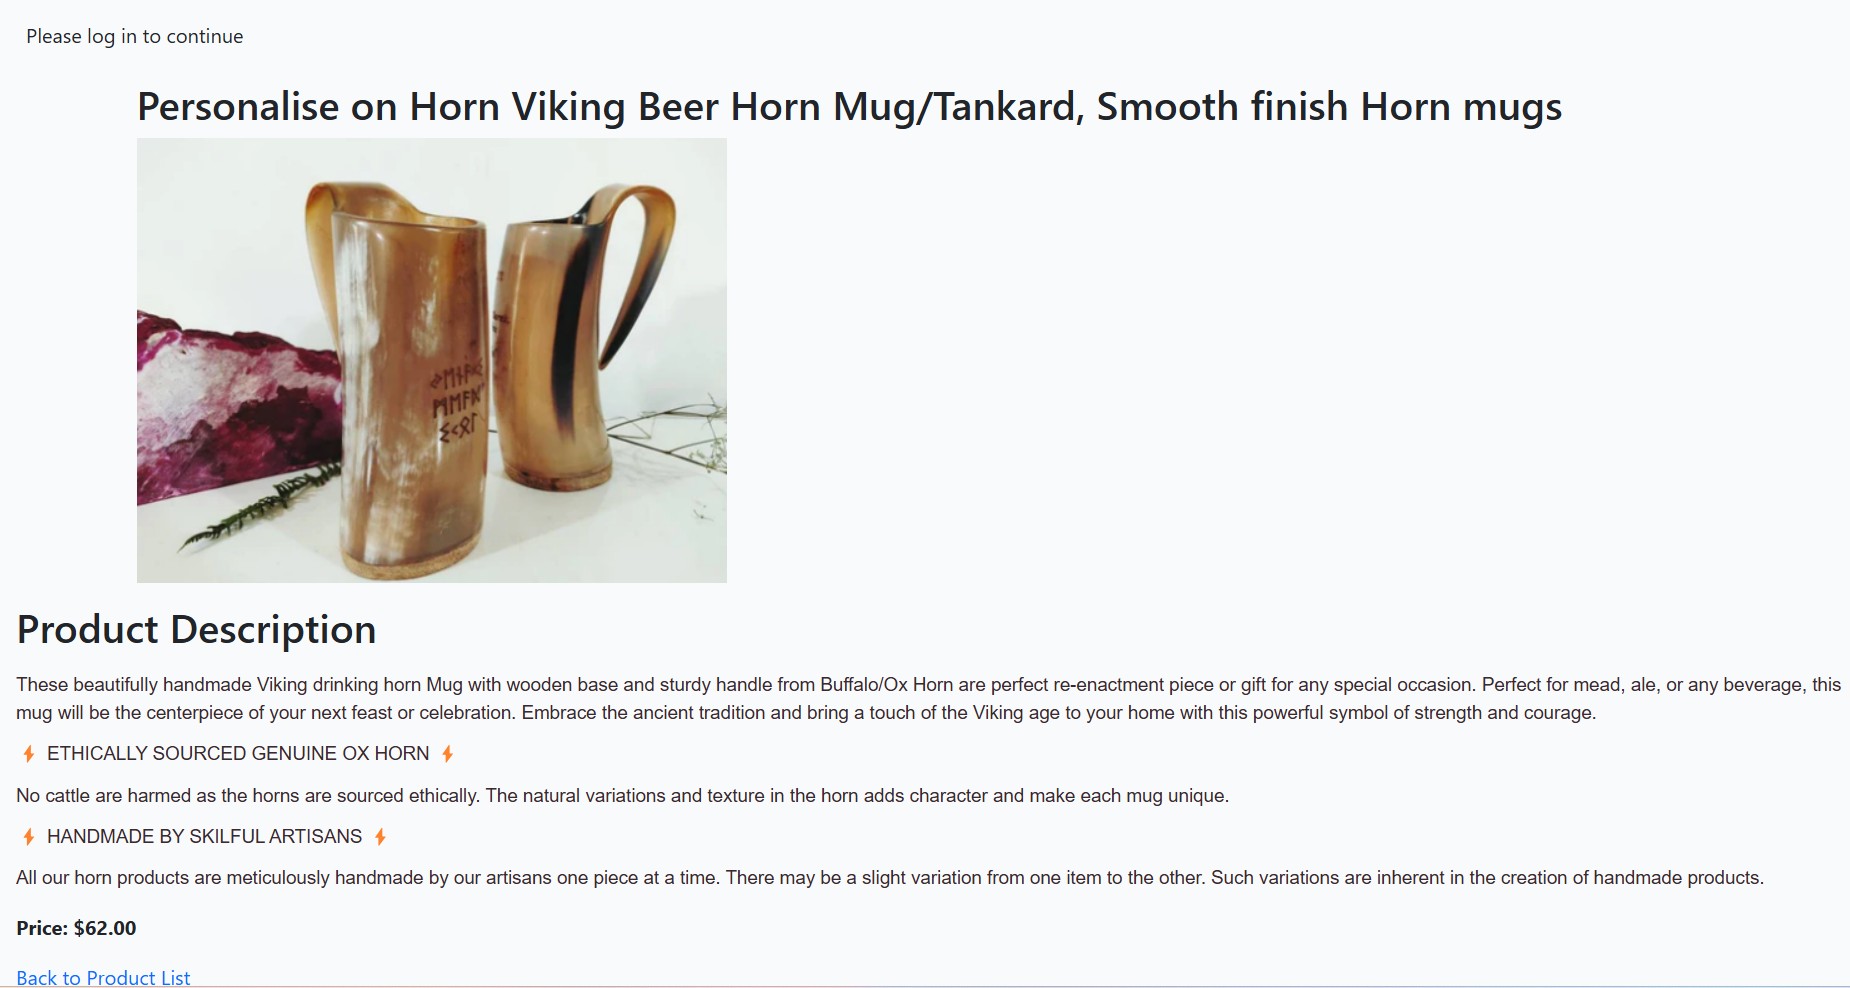 Please log in to continue
Personalise on Horn Viking Beer Horn Mug/Tankard, Smooth finish Horn mugs
Product Description
These beautifully handmade Viking drinking horn Mug with wooden base and sturdy handle from Buffalo/Ox Horn are perfect re-enactment piece or gift for any special occasion. Perfect for mead, ale, or any beverage, this
mug will be the centerpiece of your next feast or celebration. Embrace the ancient tradition and bring a touch of the Viking age to your home with this powerful symbol of strength and courage.
ETHICALLY SOURCED GENUINE OX HORN
No cattle are harmed as the horns are sourced ethically. The natural variations and texture in the horn adds character and make each mug unique.
HANDMADE BY SKILFUL ARTISANS
All our horn products are meticulously handmade by our artisans one piece at a time. There may be a slight variation from one item to the other. Such variations are inherent in the creation of handmade products.
Price: $62.00
Back to Product List